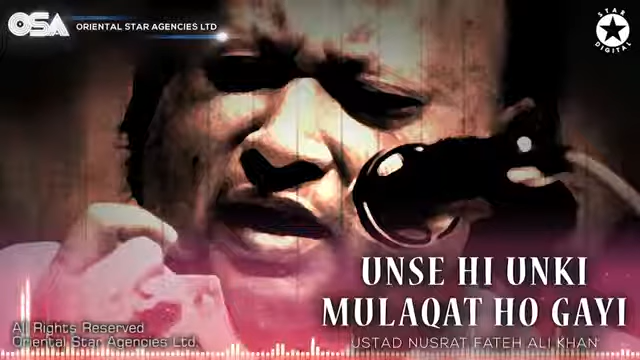 OSA ORIENTAL STAR AGENCIES LTD
STAR
DIGITAL
UNSE HI UNKI
MULAQAT HO GAYI
USTAD NUSRAT FATEH ALI KHAN
All Rights Reserved
Oriental Star Agencies Ltd.